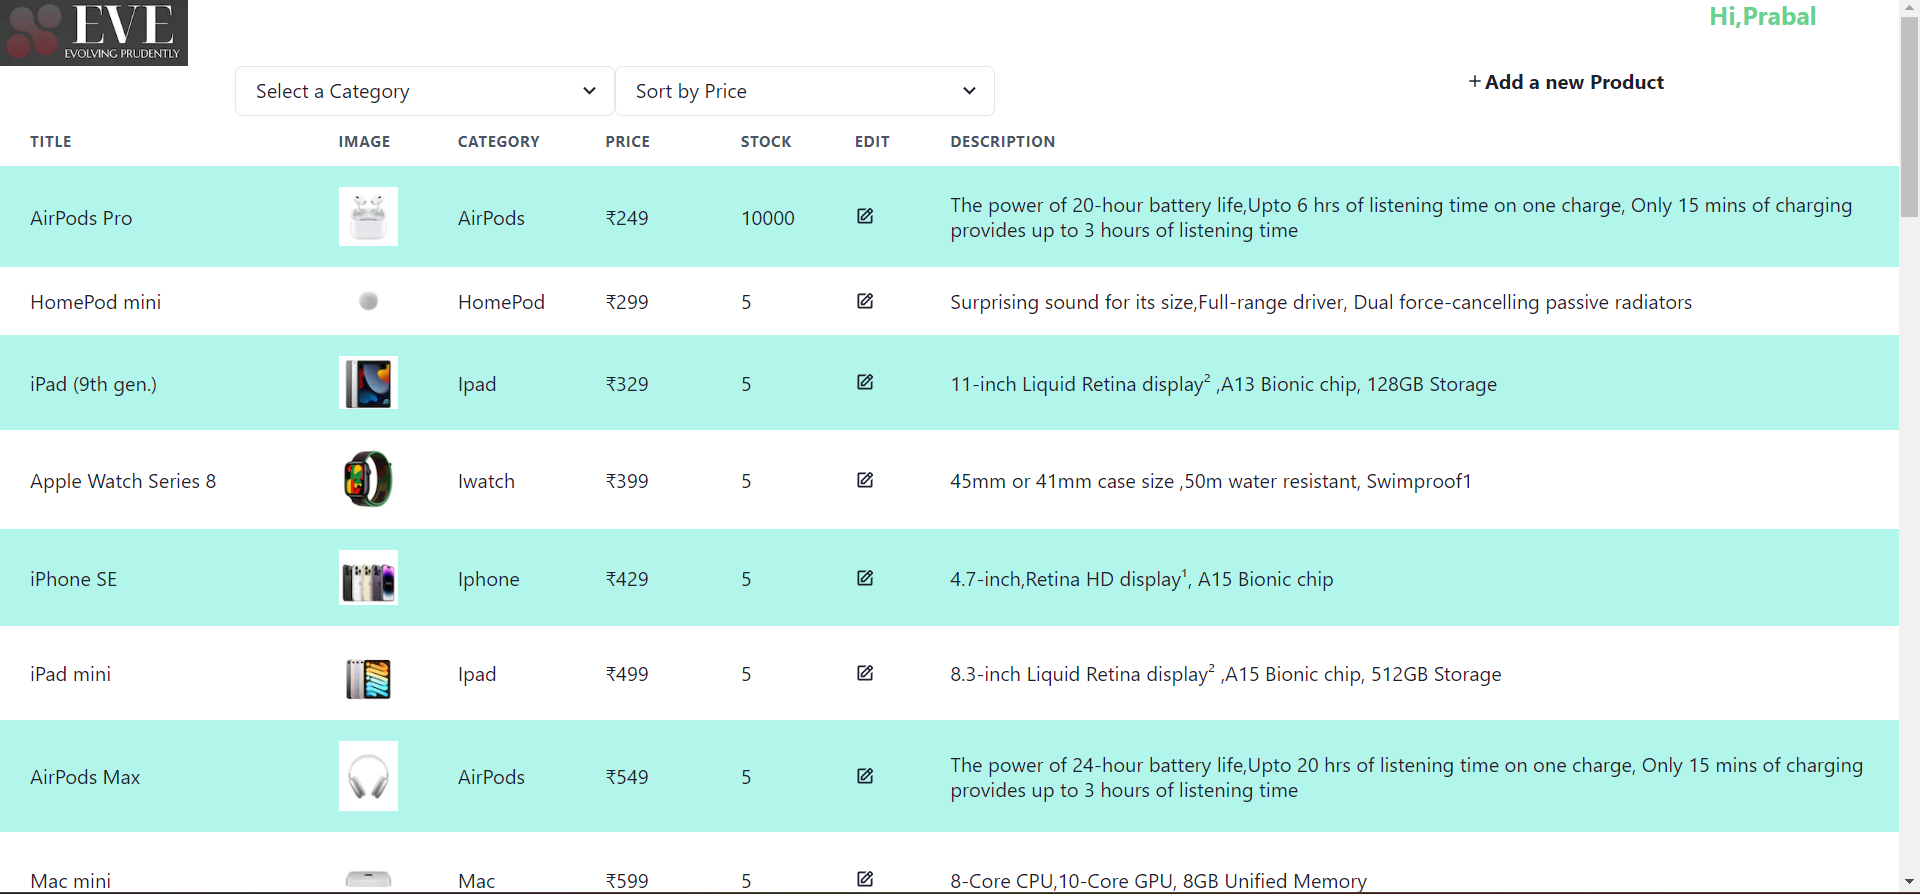 EVE
EVOLVING PRUDENTLY
Hi,Prabal
Select a Category
Sort by Price
+ Add a new Product
TITLE IMAGE CATEGORY PRICE STOCK EDIT DESCRIPTION
AirPods Pro AirPods ₹249 10000 The power of 20-hour battery life,Upto 6 hrs of listening time on one charge, Only 15 mins of charging
provides up to 3 hours of listening time
HomePod mini HomePod ₹299 5 Surprising sound for its size,Full-range driver, Dual force-cancelling passive radiators
iPad (9th gen.) Ipad ₹329 5 11-inch Liquid Retina display² ,A13 Bionic chip, 128GB Storage
Apple Watch Series 8 Iwatch ₹399 5 45mm or 41mm case size ,50m water resistant, Swimproof1
iPhone SE Iphone ₹429 5 4.7-inch,Retina HD display¹, A15 Bionic chip
iPad mini Ipad ₹499 5 8.3-inch Liquid Retina display² ,A15 Bionic chip, 512GB Storage
AirPods Max AirPods ₹549 5 The power of 24-hour battery life,Upto 20 hrs of listening time on one charge, Only 15 mins of charging
provides up to 3 hours of listening time
Mac mini Mac ₹599 5 8-Core CPU,10-Core GPU, 8GB Unified Memory